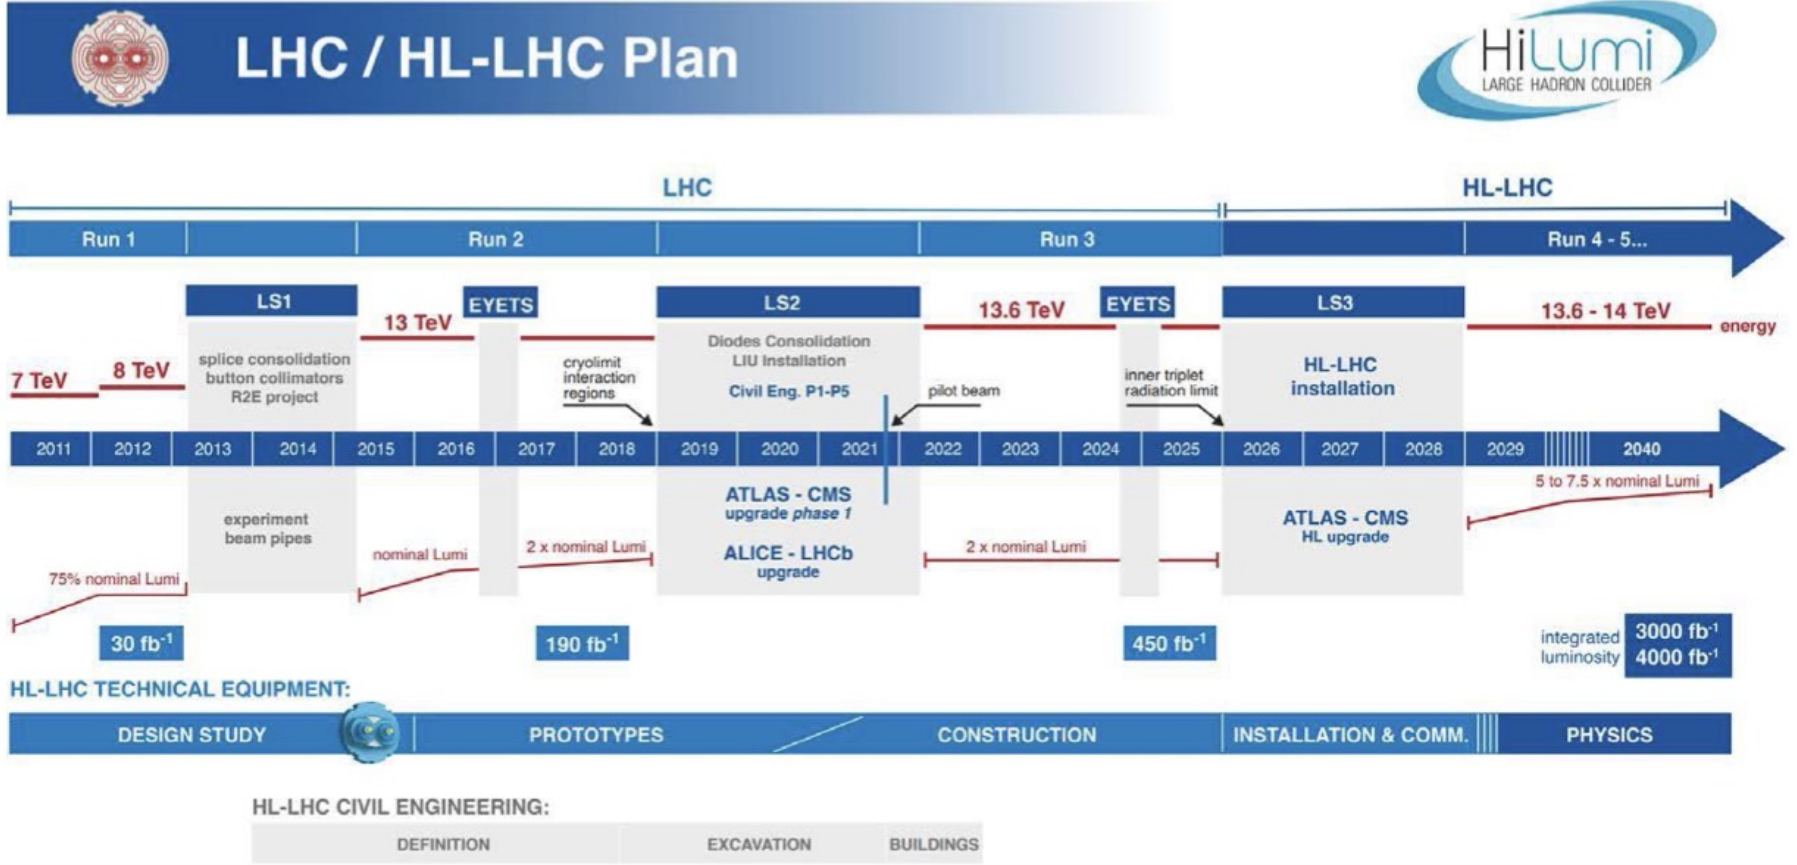 LHC / HL-LHC Plan
HiLumi
LARGE HADRON COLLIDER
LHC
HL-LHC
Run 1
Run 2
Run 3
Run 4 - 5...
LS1
EYETS
LS2
EYETS
LS3
13 TeV
13.6 TeV
13.6 - 14 TeV
energy
7 TeV
8 TeV
splice consolidation
button collimators
R2E project
cryolimit
interaction
regions
Diodes Consolidation
LIU Installation
Civil Eng. P1-P5
pilot beam
inner triplet
radiation limit
HL-LHC
installation
2011
2012
2013
2014
2015
2016
2017
2018
2019
2020
2021
2022
2023
2024
2025
2026
2027
2028
2029
2040
5 to 7.5 x nominal Lumi
experiment
beam pipes
ATLAS - CMS
upgrade phase 1
ALICE - LHCb
upgrade
ATLAS - CMS
HL upgrade
75% nominal Lumi
nominal Lumi
2 x nominal Lumi
2 x nominal Lumi
30 fb⁻¹
190 fb⁻¹
450 fb⁻¹
integrated
luminosity
3000 fb⁻¹
4000 fb⁻¹
HL-LHC TECHNICAL EQUIPMENT:
DESIGN STUDY
PROTOTYPES
CONSTRUCTION
INSTALLATION & COMM.
PHYSICS
HL-LHC CIVIL ENGINEERING:
DEFINITION
EXCAVATION
BUILDINGS